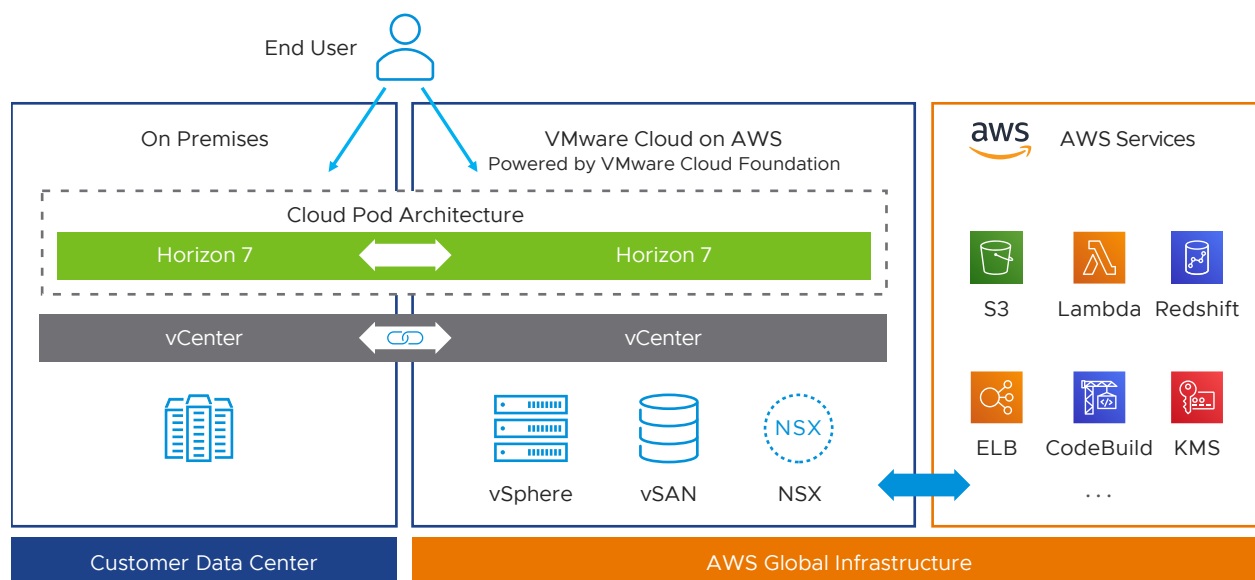 End User
On Premises
VMware Cloud on AWS
Powered by VMware Cloud Foundation
aws
AWS Services
Cloud Pod Architecture
Horizon 7
Horizon 7
S3
Lambda
Redshift
vCenter
vCenter
NSX
vSphere
vSAN
NSX
ELB
CodeBuild
KMS
...
Customer Data Center
AWS Global Infrastructure